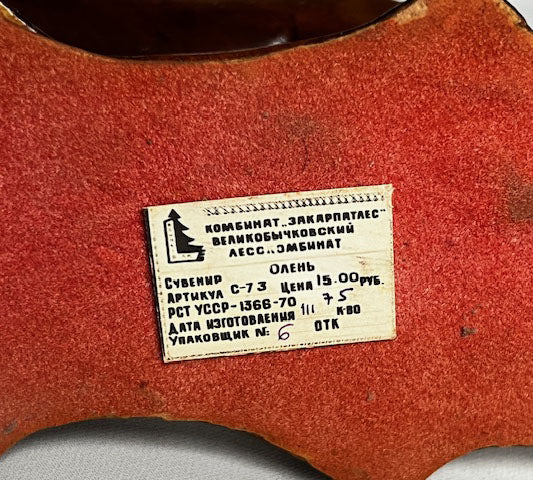 КОМБИНАТ „ЗАКАРПАТЛЕС"
ВЕЛИКОБЫЧКОВСКИЙ
ЛЕСОКОМБИНАТ
СУВЕНИР ОЛЕНЬ
АРТИКУЛ С-73 ЦЕНА 15.00 РУБ.
РСТ УССР-1366-70
ДАТА ИЗГОТОВЛЕНИЯ III 75 К-ВО
УПАКОВЩИК № 6 ОТК